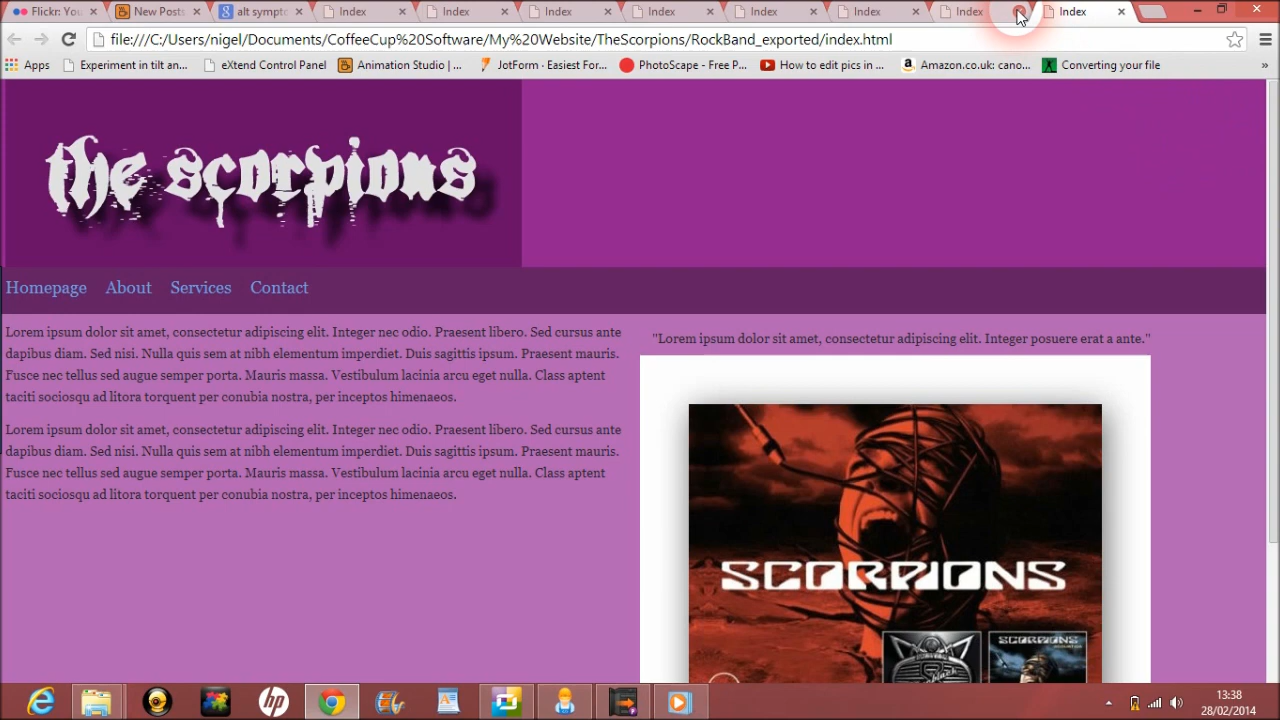 Flickr: You
New Posts
alt sympto
Index
Index
Index
Index
Index
Index
Index
Index
file:///C:/Users/nigel/Documents/CoffeeCup%20Software/My%20Website/TheScorpions/RockBand_exported/index.html
Apps
Experiment in tilt an...
eXtend Control Panel
Animation Studio |...
JotForm · Easiest For...
PhotoScape - Free P...
How to edit pics in ...
Amazon.co.uk: cano...
Converting your file
»
the scorpions
Homepage About Services Contact
Lorem ipsum dolor sit amet, consectetur adipiscing elit. Integer nec odio. Praesent libero. Sed cursus ante
dapibus diam. Sed nisi. Nulla quis sem at nibh elementum imperdiet. Duis sagittis ipsum. Praesent mauris.
Fusce nec tellus sed augue semper porta. Mauris massa. Vestibulum lacinia arcu eget nulla. Class aptent
taciti sociosqu ad litora torquent per conubia nostra, per inceptos himenaeos.
Lorem ipsum dolor sit amet, consectetur adipiscing elit. Integer nec odio. Praesent libero. Sed cursus ante
dapibus diam. Sed nisi. Nulla quis sem at nibh elementum imperdiet. Duis sagittis ipsum. Praesent mauris.
Fusce nec tellus sed augue semper porta. Mauris massa. Vestibulum lacinia arcu eget nulla. Class aptent
taciti sociosqu ad litora torquent per conubia nostra, per inceptos himenaeos.
"Lorem ipsum dolor sit amet, consectetur adipiscing elit. Integer posuere erat a ante."
SCORPIONS
SCORPIONS
hp
13:38
28/02/2014